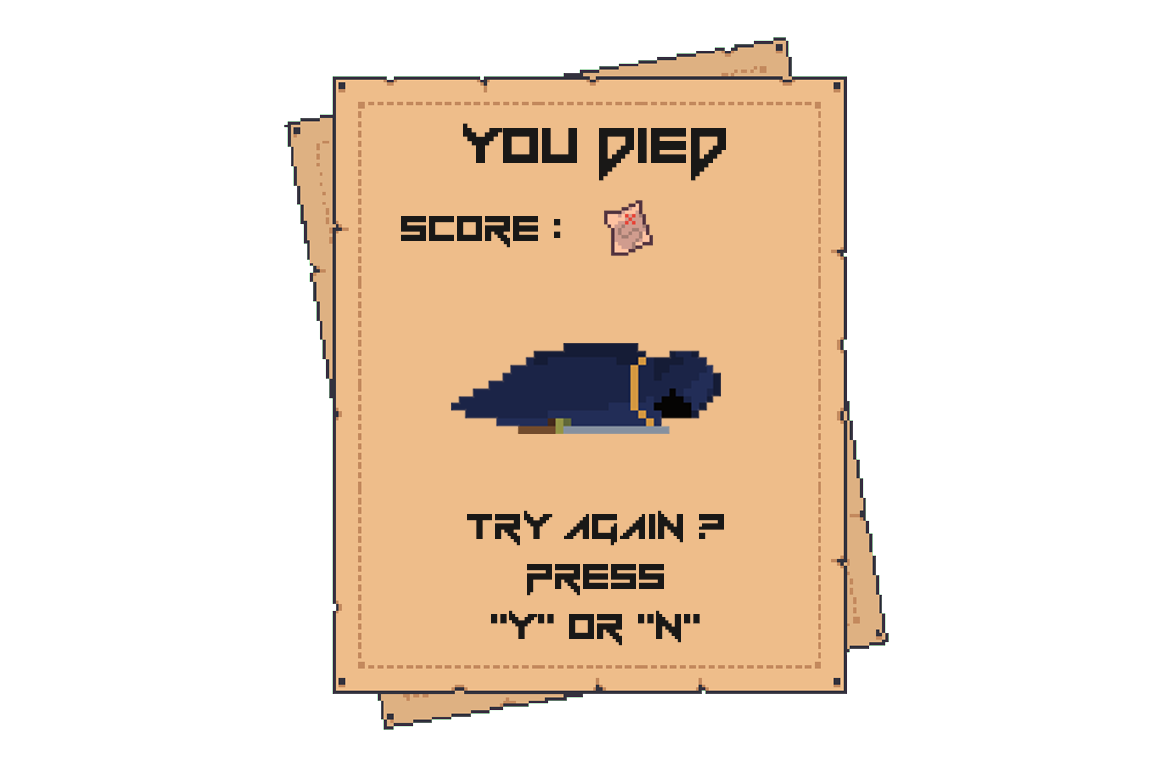 YOU DIED
SCORE :
TRY AGAIN ?
PRESS
"Y" OR "N"